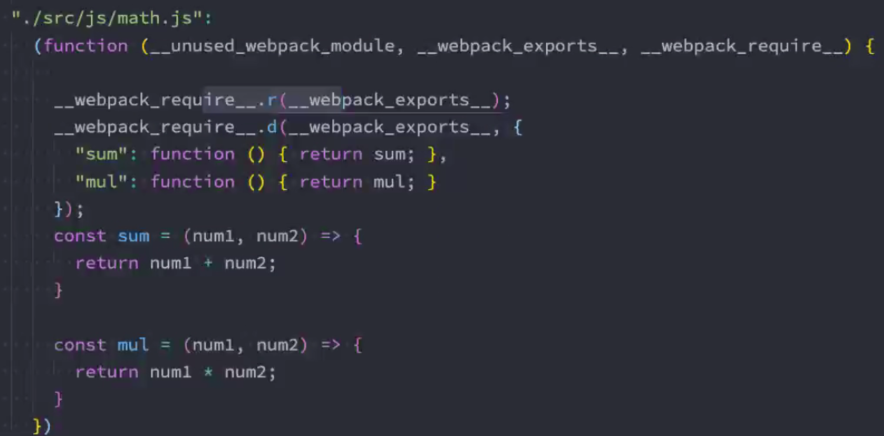 "./src/js/math.js":
(function (__unused_webpack_module, __webpack_exports__, __webpack_require__) {
__webpack_require__.r(__webpack_exports__);
__webpack_require__.d(__webpack_exports__, {
"sum": function () { return sum; },
"mul": function () { return mul; }
});
const sum = (num1, num2) => {
return num1 + num2;
}
const mul = (num1, num2) => {
return num1 * num2;
}
})